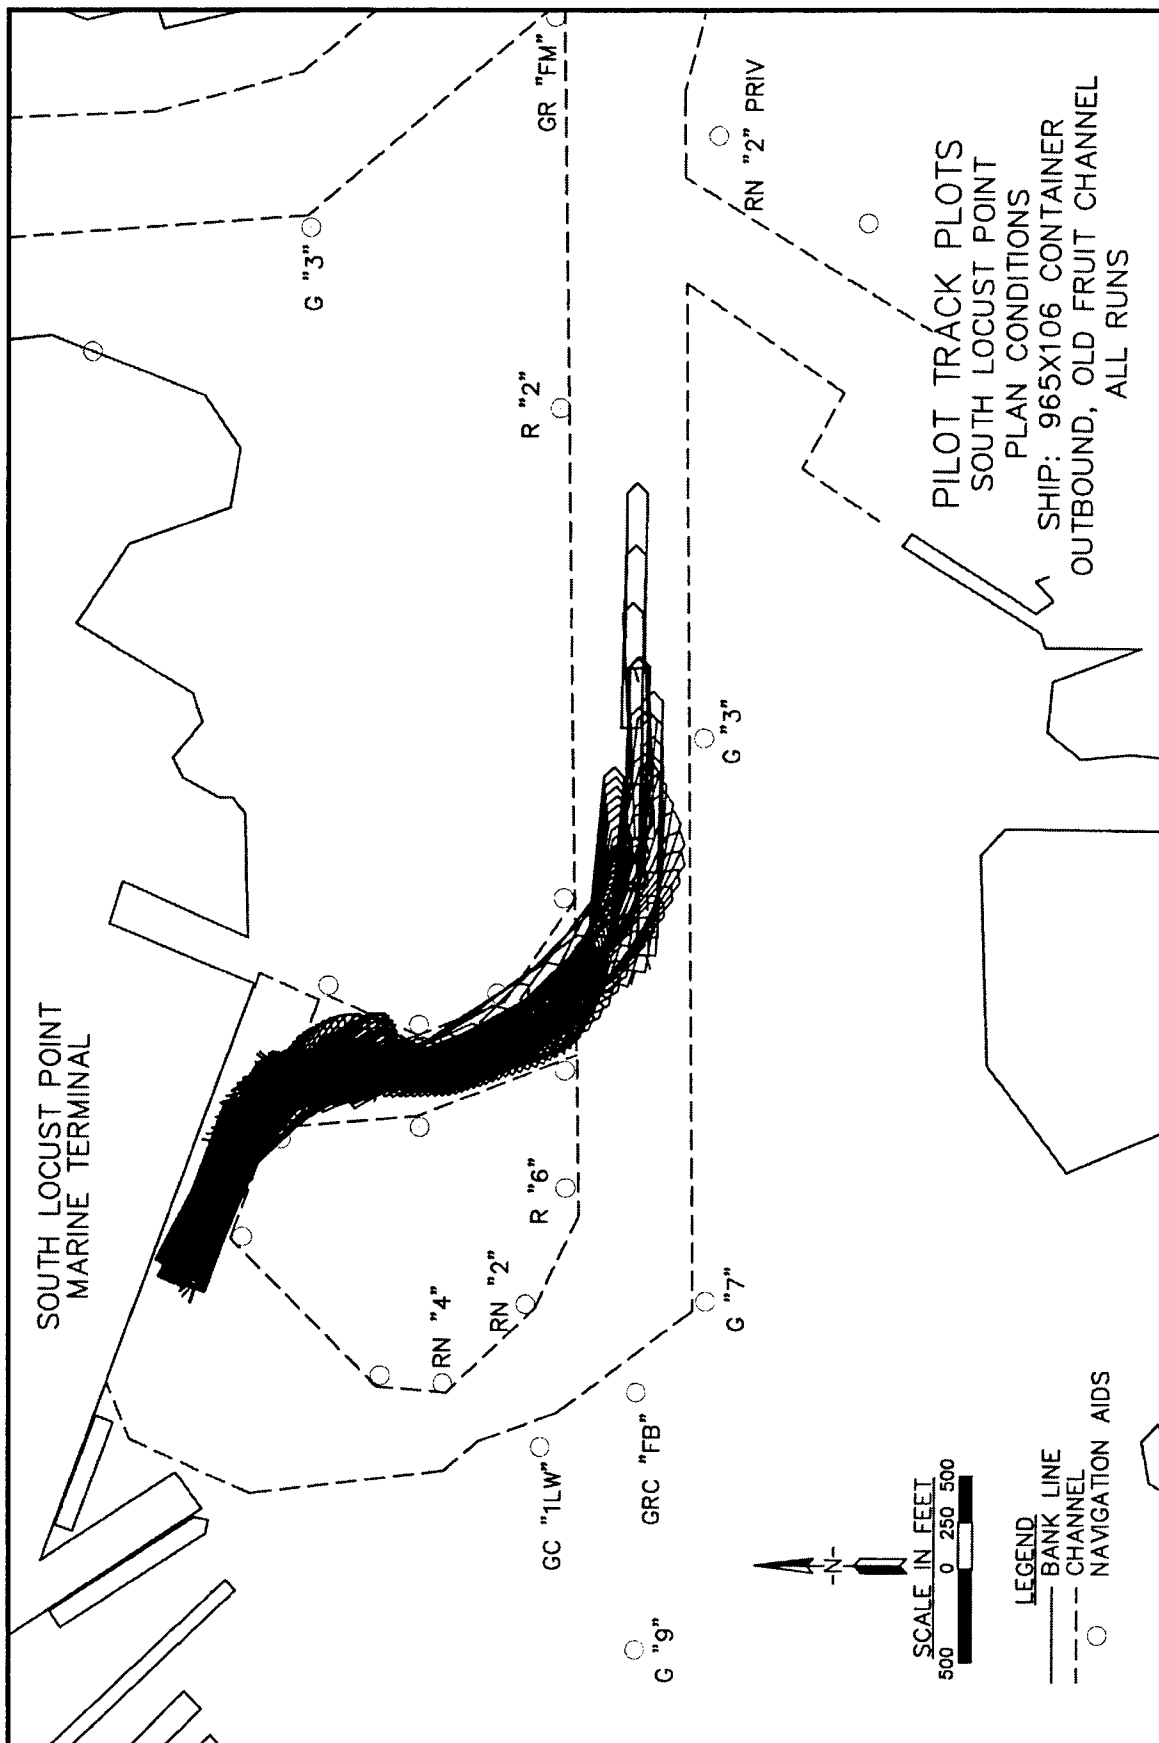 SOUTH LOCUST POINT
MARINE TERMINAL
GR "FM"
G "3"
R "2"
RN "2" PRIV
G "3"
R "6"
RN "2"
RN "4"
G "7"
GRC "FB"
GC "1LW"
G "9"
PILOT TRACK PLOTS
SOUTH LOCUST POINT
PLAN CONDITIONS
SHIP: 965X106 CONTAINER
OUTBOUND, OLD FRUIT CHANNEL
ALL RUNS
-N-
SCALE IN FEET
500 0 250 500
LEGEND
BANK LINE
CHANNEL
NAVIGATION AIDS